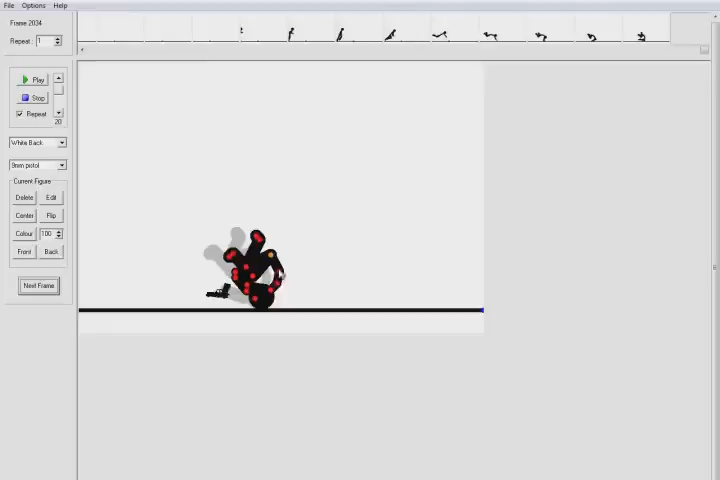 File Options Help
Frame 2034
Repeat: 1
Play
Stop
Repeat
20
White Back
9mm pistol
Current Figure
Delete Edit
Center Flip
Colour 100
Front Back
Next Frame